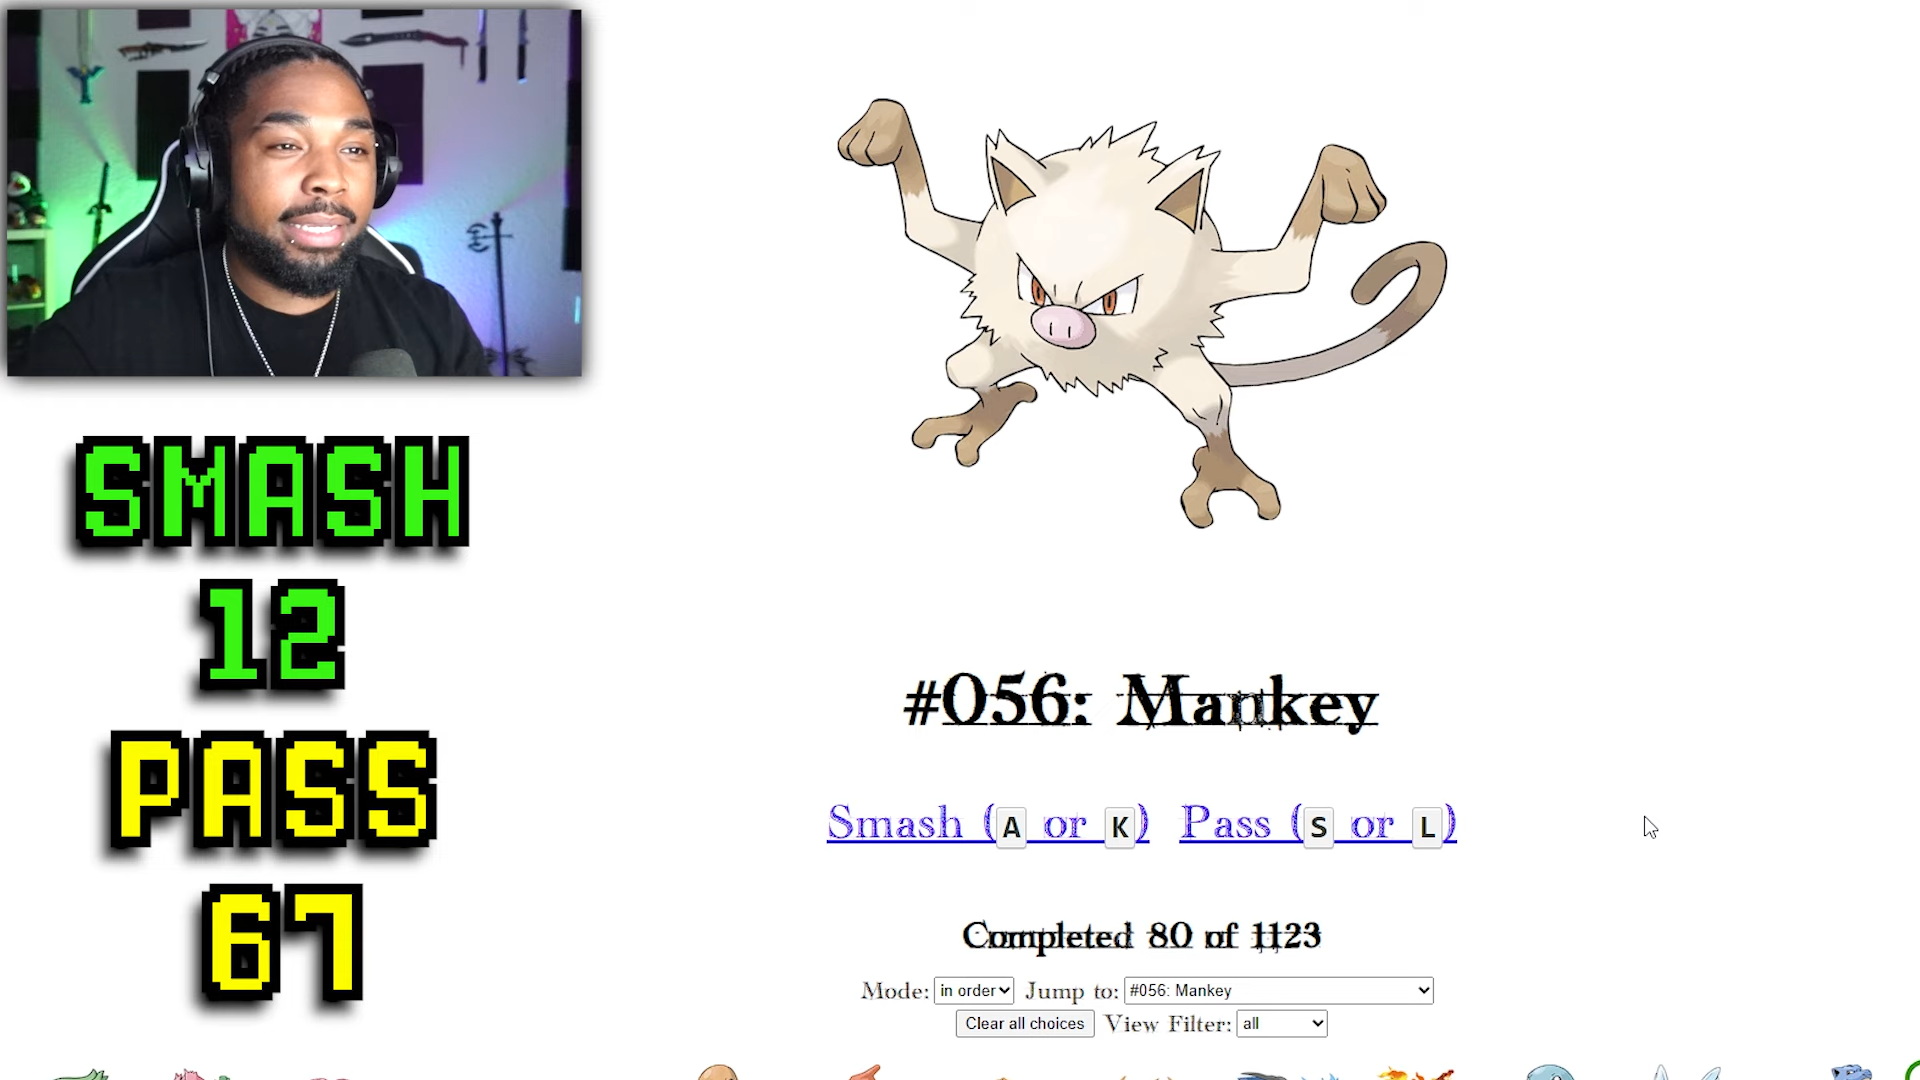 SMASH
12
PASS
67
#056: Mankey
Smash (A or K) Pass (S or L)
Completed 80 of 1123
Mode: in order Jump to: #056: Mankey
Clear all choices View Filter: all